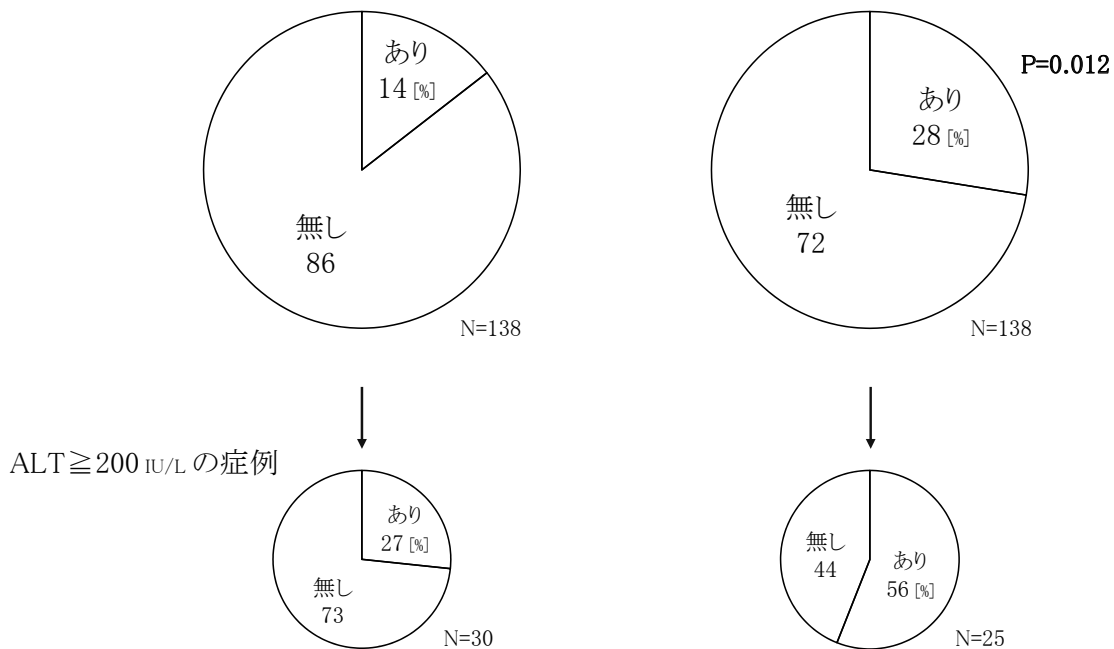 あり
14 [%]
無し
86
N=138
P=0.012
あり
28 [%]
無し
72
N=138
ALT≧200 IU/L の症例
あり
27 [%]
無し
73
N=30
無し
44
あり
56 [%]
N=25